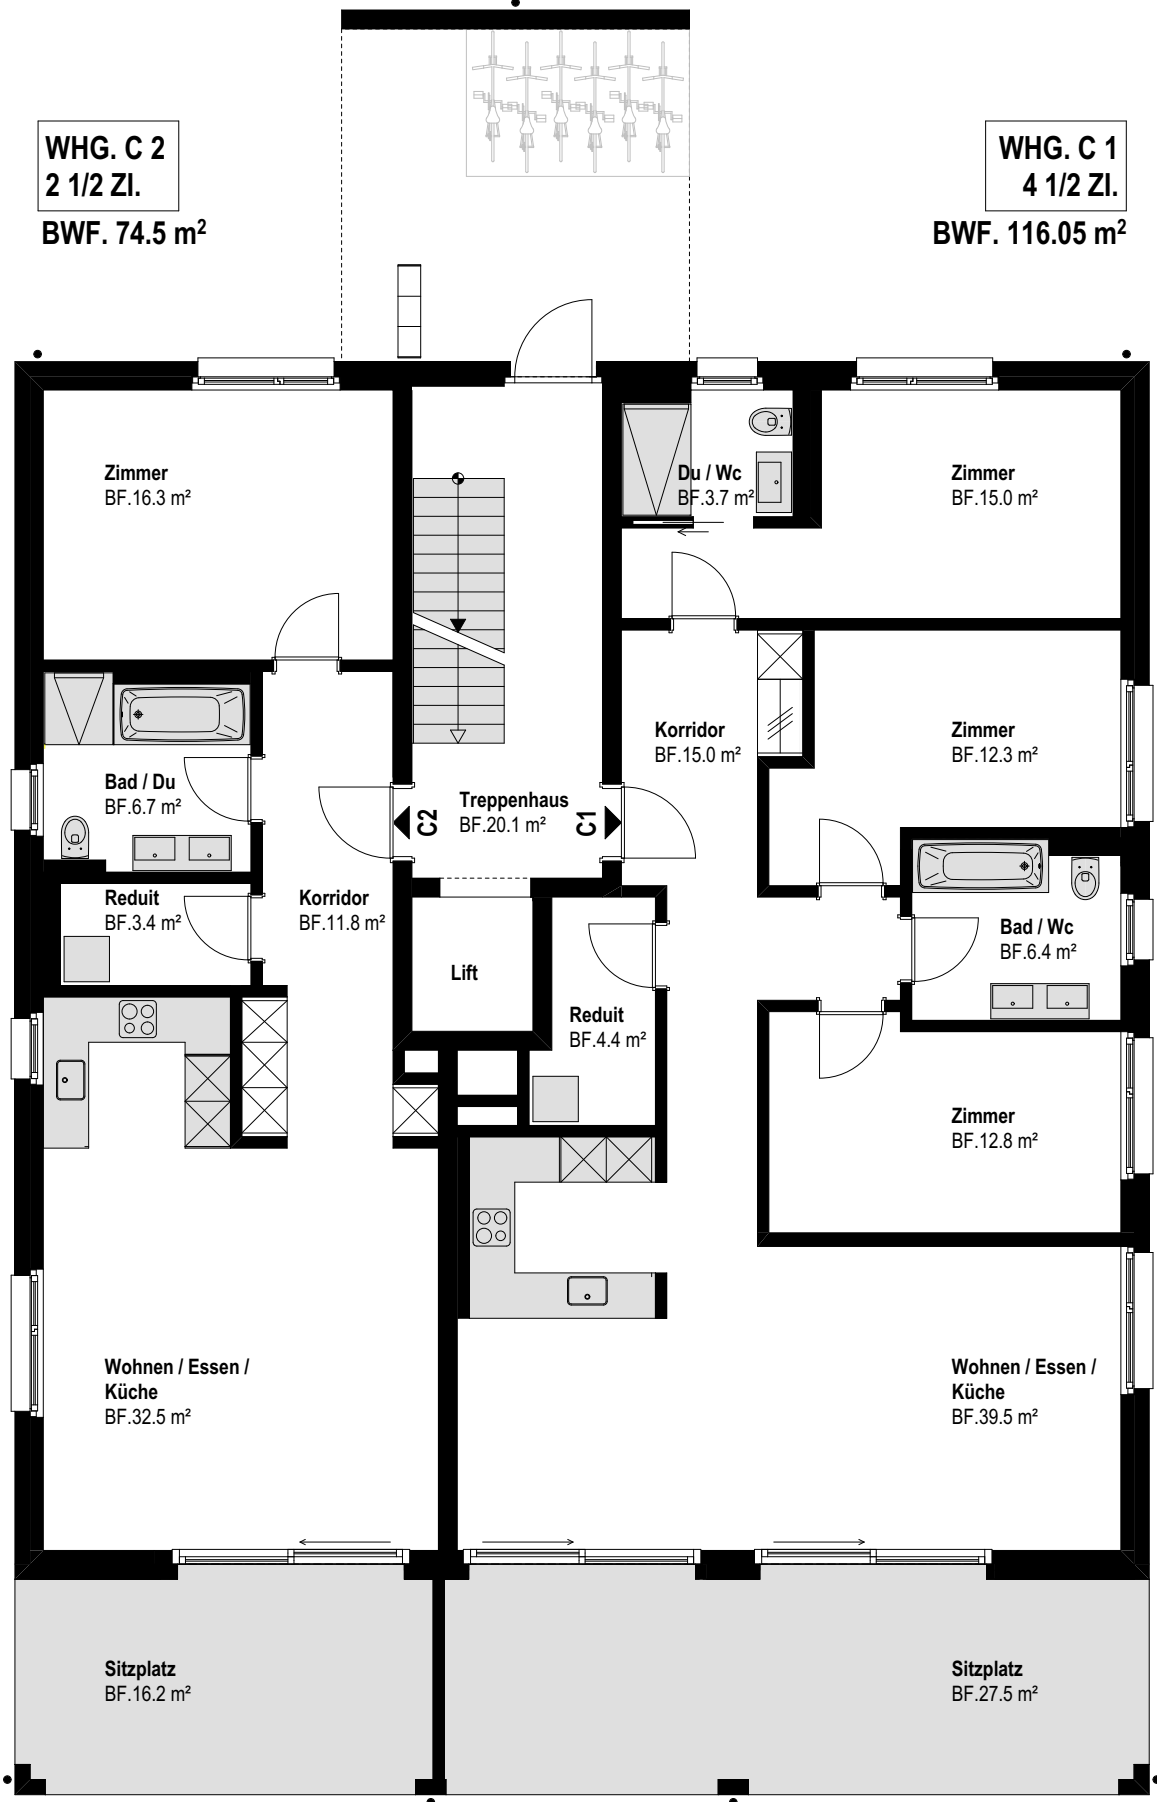 WHG. C 2
2 1/2 ZI.
BWF. 74.5 m²
WHG. C 1
4 1/2 ZI.
BWF. 116.05 m²
Zimmer
BF.16.3 m²
Du / Wc
BF.3.7 m²
Zimmer
BF.15.0 m²
Korridor
BF.15.0 m²
Zimmer
BF.12.3 m²
Bad / Du
BF.6.7 m²
Treppenhaus
BF.20.1 m²
C2
C1
Reduit
BF.3.4 m²
Korridor
BF.11.8 m²
Lift
Bad / Wc
BF.6.4 m²
Reduit
BF.4.4 m²
Zimmer
BF.12.8 m²
Wohnen / Essen /
Küche
BF.32.5 m²
Wohnen / Essen /
Küche
BF.39.5 m²
Sitzplatz
BF.16.2 m²
Sitzplatz
BF.27.5 m²